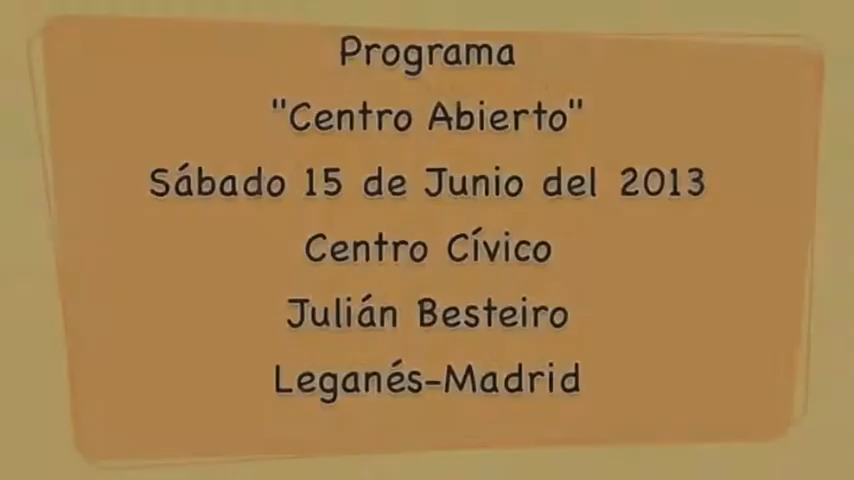 Programa
"Centro Abierto"
Sábado 15 de Junio del 2013
Centro Cívico
Julián Besteiro
Leganés-Madrid